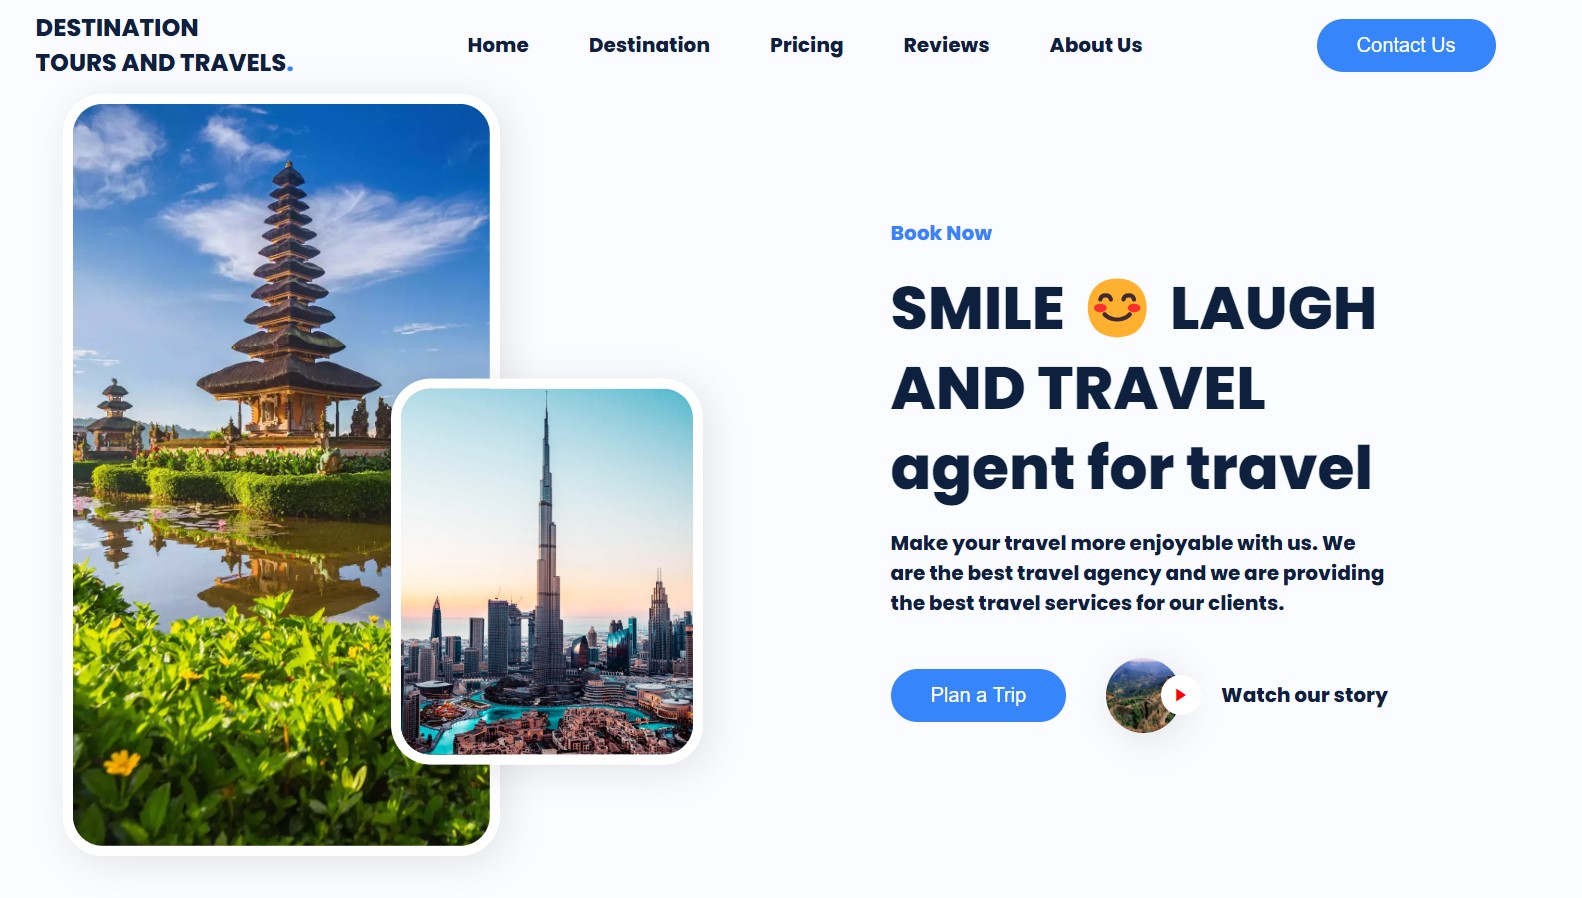 DESTINATION
TOURS AND TRAVELS.
Home
Destination
Pricing
Reviews
About Us
Contact Us
Book Now
SMILE 😊 LAUGH
AND TRAVEL
agent for travel
Make your travel more enjoyable with us. We
are the best travel agency and we are providing
the best travel services for our clients.
Plan a Trip
Watch our story